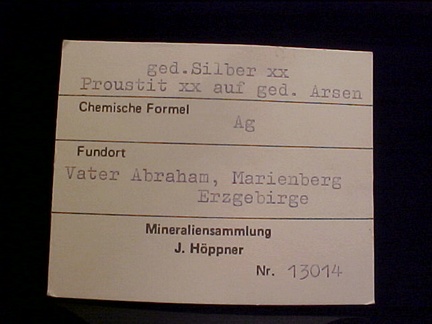 ged.Silber xx
Proustit xx auf ged. Arsen
Chemische Formel
Ag
Fundort
Vater Abraham, Marienberg
Erzgebirge
Mineraliensammlung
J. Höppner
Nr. 13014